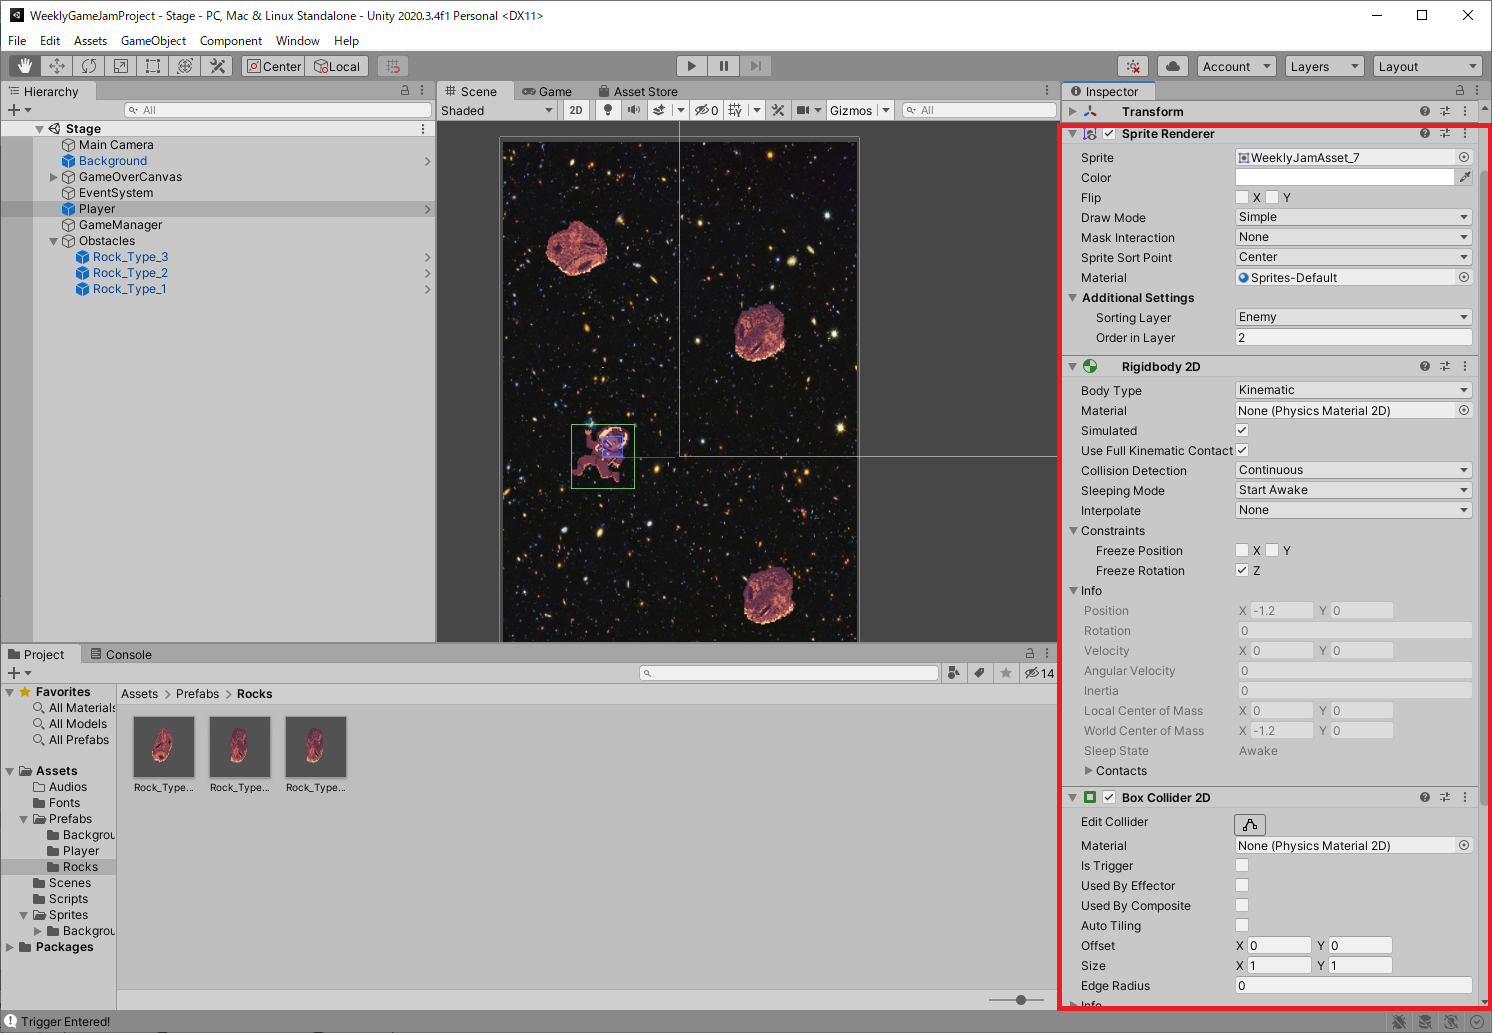 WeeklyGameJamProject - Stage - PC, Mac & Linux Standalone - Unity 2020.3.4f1 Personal <DX11>
File Edit Assets GameObject Component Window Help
Center Local Account Layers Layout
Hierarchy
All
Stage
Main Camera
Background
GameOverCanvas
EventSystem
Player
GameManager
Obstacles
Rock_Type_3
Rock_Type_2
Rock_Type_1
Scene Game Asset Store
Shaded 2D 0 Gizmos All
Project Console
14
Favorites
All Materials
All Models
All Prefabs
Assets
Audios
Fonts
Prefabs
Backgrou
Player
Rocks
Scenes
Scripts
Sprites
Backgrou
Packages
Assets > Prefabs > Rocks
Rock_Type... Rock_Type... Rock_Type...
Inspector
Transform
Sprite Renderer
Sprite WeeklyJamAsset_7
Color
Flip X Y
Draw Mode Simple
Mask Interaction None
Sprite Sort Point Center
Material Sprites-Default
Additional Settings
Sorting Layer Enemy
Order in Layer 2
Rigidbody 2D
Body Type Kinematic
Material None (Physics Material 2D)
Simulated
Use Full Kinematic Contact
Collision Detection Continuous
Sleeping Mode Start Awake
Interpolate None
Constraints
Freeze Position X Y
Freeze Rotation Z
Info
Position X -1.2 Y 0
Rotation 0
Velocity X 0 Y 0
Angular Velocity 0
Inertia 0
Local Center of Mass X 0 Y 0
World Center of Mass X -1.2 Y 0
Sleep State Awake
Contacts
Box Collider 2D
Edit Collider
Material None (Physics Material 2D)
Is Trigger
Used By Effector
Used By Composite
Auto Tiling
Offset X 0 Y 0
Size X 1 Y 1
Edge Radius 0
Info
Trigger Entered!